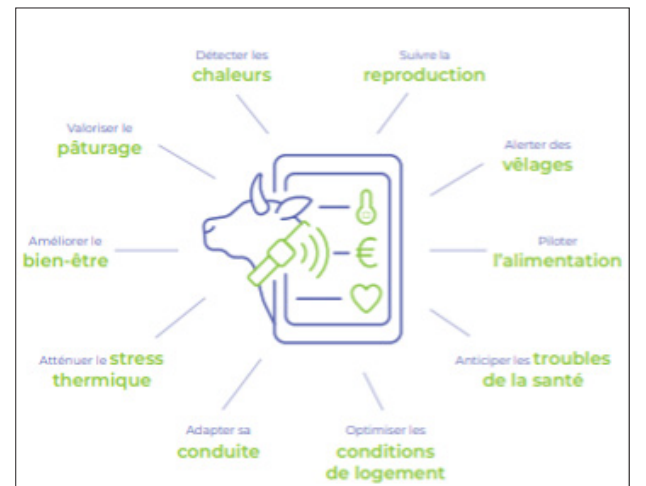 Détecter les
chaleurs
Suivre la
reproduction
Valoriser le
pâturage
Alerter des
vêlages
Améliorer le
bien-être
€
Piloter
l'alimentation
Atténuer le stress
thermique
Anticiper les troubles
de la santé
Adapter sa
conduite
Optimiser les
conditions
de logement